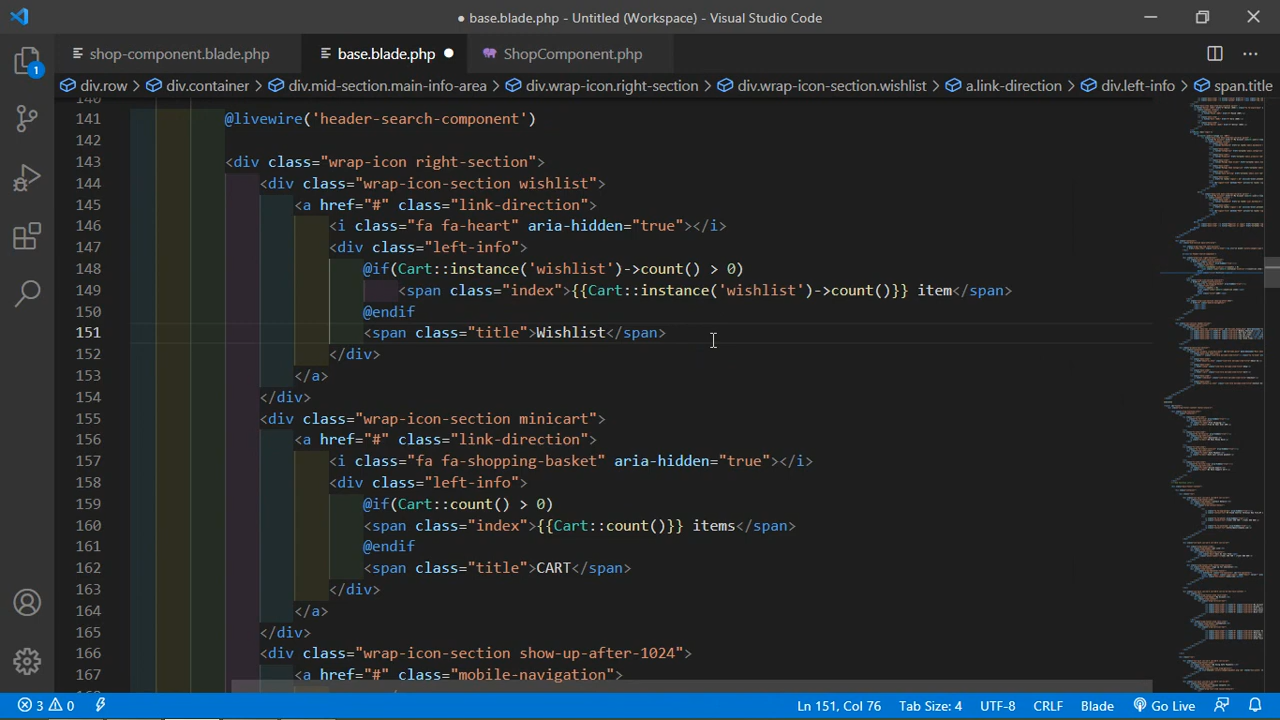 ● base.blade.php - Untitled (Workspace) - Visual Studio Code
shop-component.blade.php
base.blade.php ●
ShopComponent.php
1
div.row > div.container > div.mid-section.main-info-area > div.wrap-icon.right-section > div.wrap-icon-section.wishlist > a.link-direction > div.left-info > span.title
140
141 @livewire('header-search-component')
142
143 <div class="wrap-icon right-section">
144 <div class="wrap-icon-section wishlist">
145 <a href="#" class="link-direction">
146 <i class="fa fa-heart" aria-hidden="true"></i>
147 <div class="left-info">
148 @if(Cart::instance('wishlist')->count() > 0)
149 <span class="index">{{Cart::instance('wishlist')->count()}} item</span>
150 @endif
151 <span class="title">Wishlist</span>
152 </div>
153 </a>
154 </div>
155 <div class="wrap-icon-section minicart">
156 <a href="#" class="link-direction">
157 <i class="fa fa-shopping-basket" aria-hidden="true"></i>
158 <div class="left-info">
159 @if(Cart::count() > 0)
160 <span class="index">{{Cart::count()}} items</span>
161 @endif
162 <span class="title">CART</span>
163 </div>
164 </a>
165 </div>
166 <div class="wrap-icon-section show-up-after-1024">
167 <a href="#" class="mobile-navigation">
3 0 Ln 151, Col 76 Tab Size: 4 UTF-8 CRLF Blade Go Live